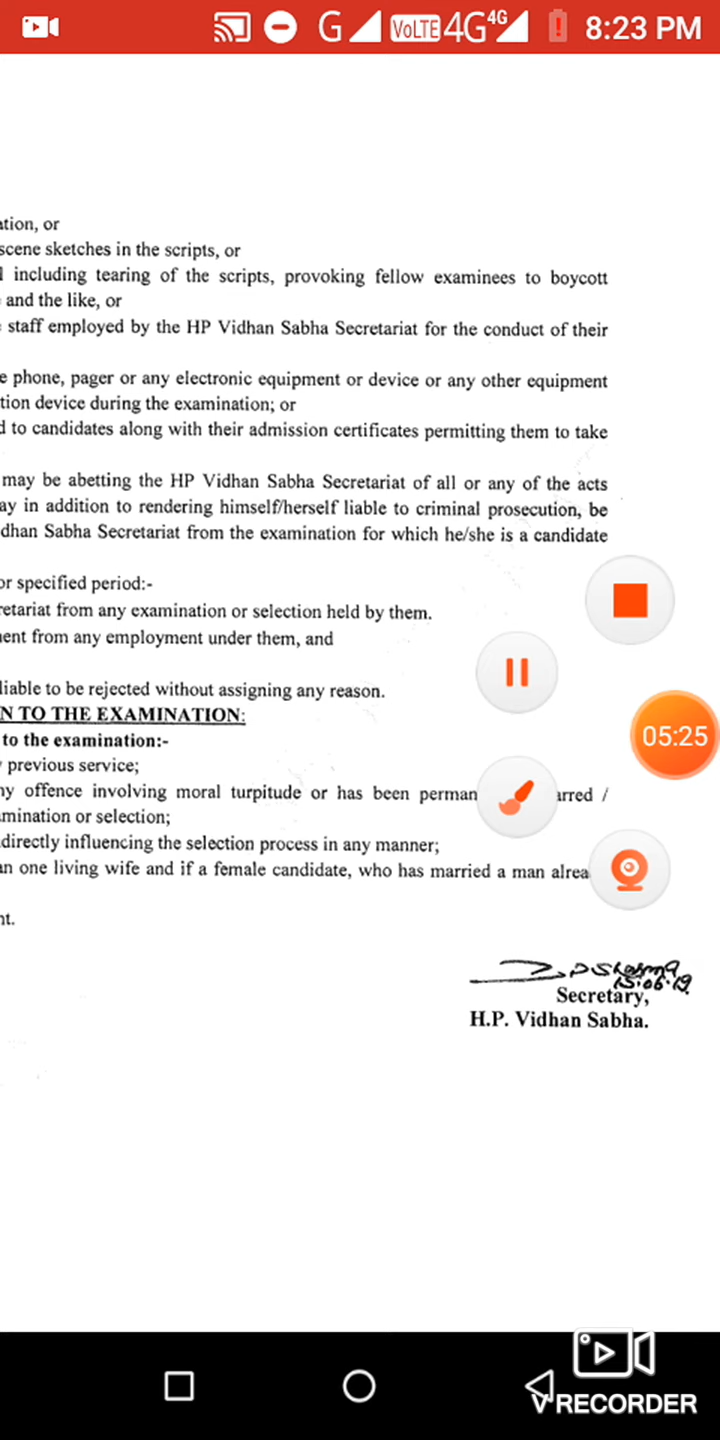 G VoLTE 4G 4G 8:23 PM
ation, or
scene sketches in the scripts, or
including tearing of the scripts, provoking fellow examinees to boycott
and the like, or
staff employed by the HP Vidhan Sabha Secretariat for the conduct of their
e phone, pager or any electronic equipment or device or any other equipment
tion device during the examination; or
d to candidates along with their admission certificates permitting them to take
may be abetting the HP Vidhan Sabha Secretariat of all or any of the acts
ay in addition to rendering himself/herself liable to criminal prosecution, be
dhan Sabha Secretariat from the examination for which he/she is a candidate
or specified period:-
retariat from any examination or selection held by them.
ment from any employment under them, and
05:25
liable to be rejected without assigning any reason.
N TO THE EXAMINATION:
to the examination:-
previous service;
ny offence involving moral turpitude or has been perman arred /
mination or selection;
directly influencing the selection process in any manner;
an one living wife and if a female candidate, who has married a man alrea
nt.
Sharma
15.06.19
Secretary,
H.P. Vidhan Sabha.
V RECORDER